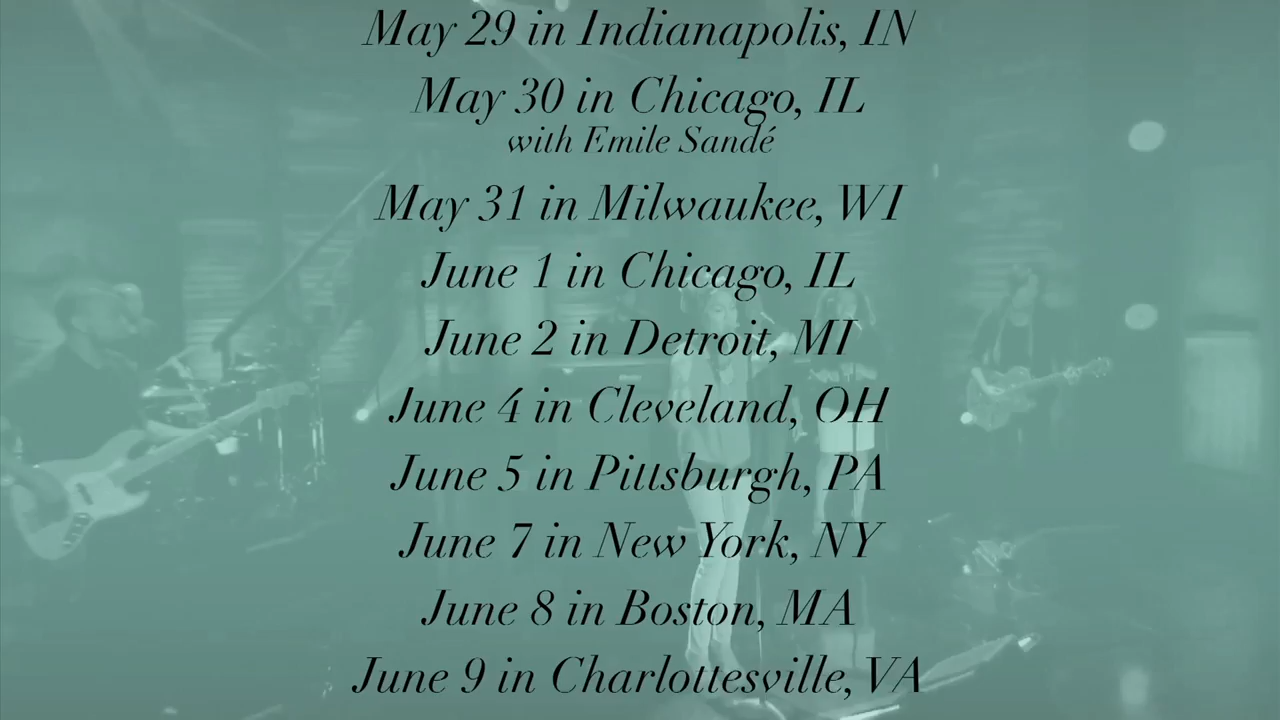 May 29 in Indianapolis, IN
May 30 in Chicago, IL
with Emile Sandé
May 31 in Milwaukee, WI
June 1 in Chicago, IL
June 2 in Detroit, MI
June 4 in Cleveland, OH
June 5 in Pittsburgh, PA
June 7 in New York, NY
June 8 in Boston, MA
June 9 in Charlottesville, VA